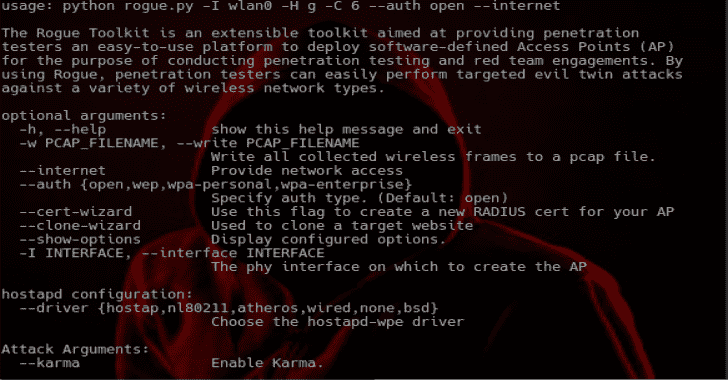 usage: python rogue.py -I wlan0 -H g -C 6 --auth open --internet
The Rogue Toolkit is an extensible toolkit aimed at providing penetration
testers an easy-to-use platform to deploy software-defined Access Points (AP)
for the purpose of conducting penetration testing and red team engagements. By
using Rogue, penetration testers can easily perform targeted evil twin attacks
against a variety of wireless network types.
optional arguments:
-h, --help show this help message and exit
-w PCAP_FILENAME, --write PCAP_FILENAME
Write all collected wireless frames to a pcap file.
--internet Provide network access
--auth {open,wep,wpa-personal,wpa-enterprise}
Specify auth type. (Default: open)
--cert-wizard Use this flag to create a new RADIUS cert for your AP
--clone-wizard Used to clone a target website
--show-options Display configured options.
-I INTERFACE, --interface INTERFACE
The phy interface on which to create the AP
hostapd configuration:
--driver {hostap,nl80211,atheros,wired,none,bsd}
Choose the hostapd-wpe driver
Attack Arguments:
--karma Enable Karma.